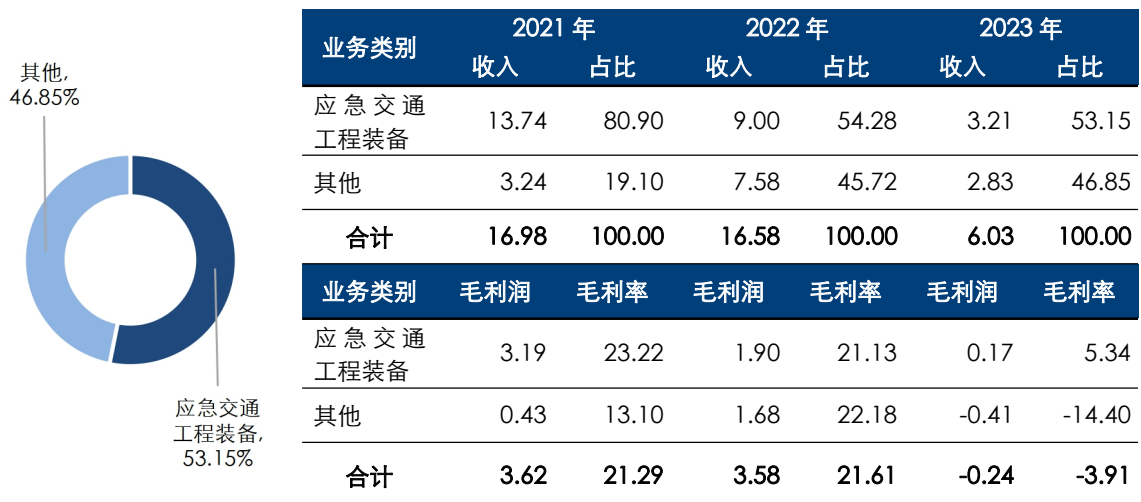 其他,
46.85%
应急交通
工程装备,
53.15%
业务类别 2021 年 2022 年 2023 年
收入 占比 收入 占比 收入 占比
应 急 交 通
工程装备 13.74 80.90 9.00 54.28 3.21 53.15
其他 3.24 19.10 7.58 45.72 2.83 46.85
合计 16.98 100.00 16.58 100.00 6.03 100.00
业务类别 毛利润 毛利率 毛利润 毛利率 毛利润 毛利率
应 急 交 通
工程装备 3.19 23.22 1.90 21.13 0.17 5.34
其他 0.43 13.10 1.68 22.18 -0.41 -14.40
合计 3.62 21.29 3.58 21.61 -0.24 -3.91